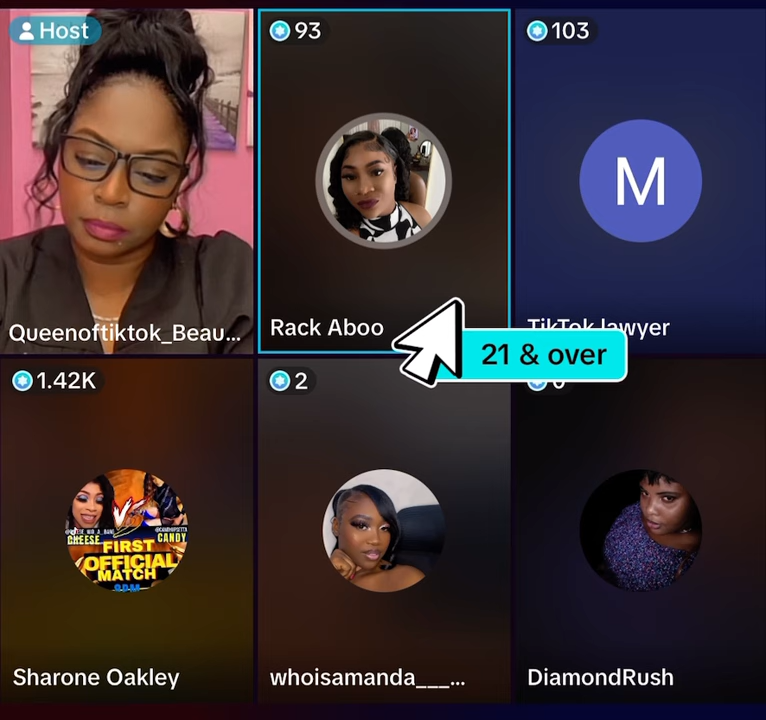 Host
93
103
M
Queenoftiktok_Beau...
Rack Aboo
TikTok lawyer
21 & over
1.42K
2
VS
CHEESE
CANDY
FIRST
OFFICIAL
MATCH
Sharone Oakley
whoisamanda___...
DiamondRush